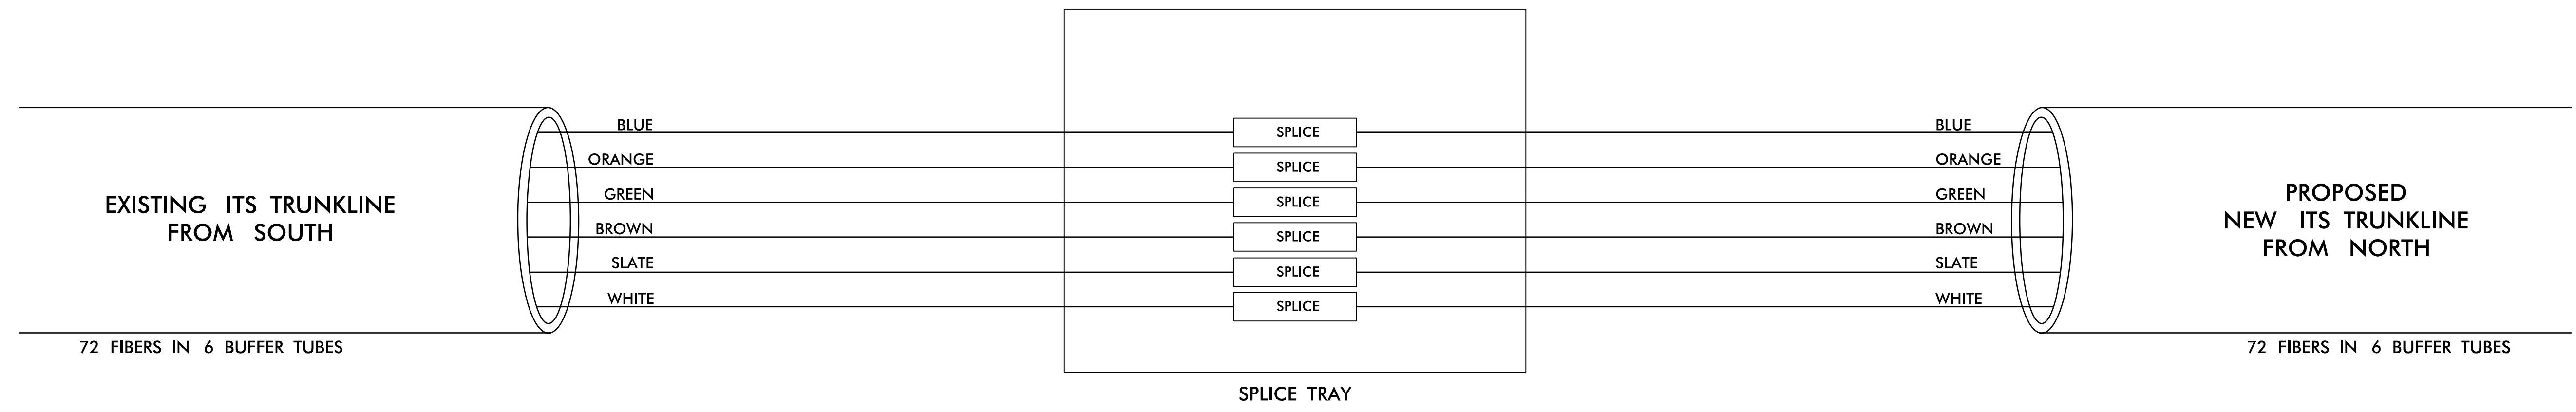 BLUE SPLICE BLUE
ORANGE SPLICE ORANGE
GREEN SPLICE GREEN
BROWN SPLICE BROWN
SLATE SPLICE SLATE
WHITE SPLICE WHITE
EXISTING ITS TRUNKLINE
FROM SOUTH
PROPOSED
NEW ITS TRUNKLINE
FROM NORTH
72 FIBERS IN 6 BUFFER TUBES
72 FIBERS IN 6 BUFFER TUBES
SPLICE TRAY